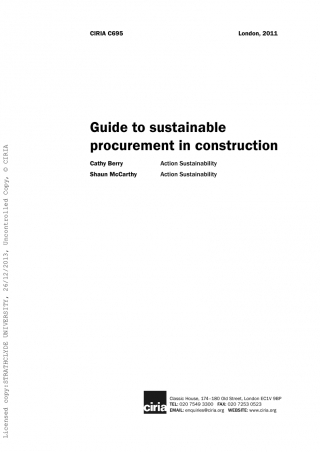 CIRIA C695 London, 2011
Guide to sustainable
procurement in construction
Cathy Berry Action Sustainability
Shaun McCarthy Action Sustainability
Licensed copy:STRATHCLYDE UNIVERSITY, 26/12/2013, Uncontrolled Copy, © CIRIA
ciria
Classic House, 174–180 Old Street, London EC1V 9BP
TEL: 020 7549 3300 FAX: 020 7253 0523
EMAIL: enquiries@ciria.org WEBSITE: www.ciria.org